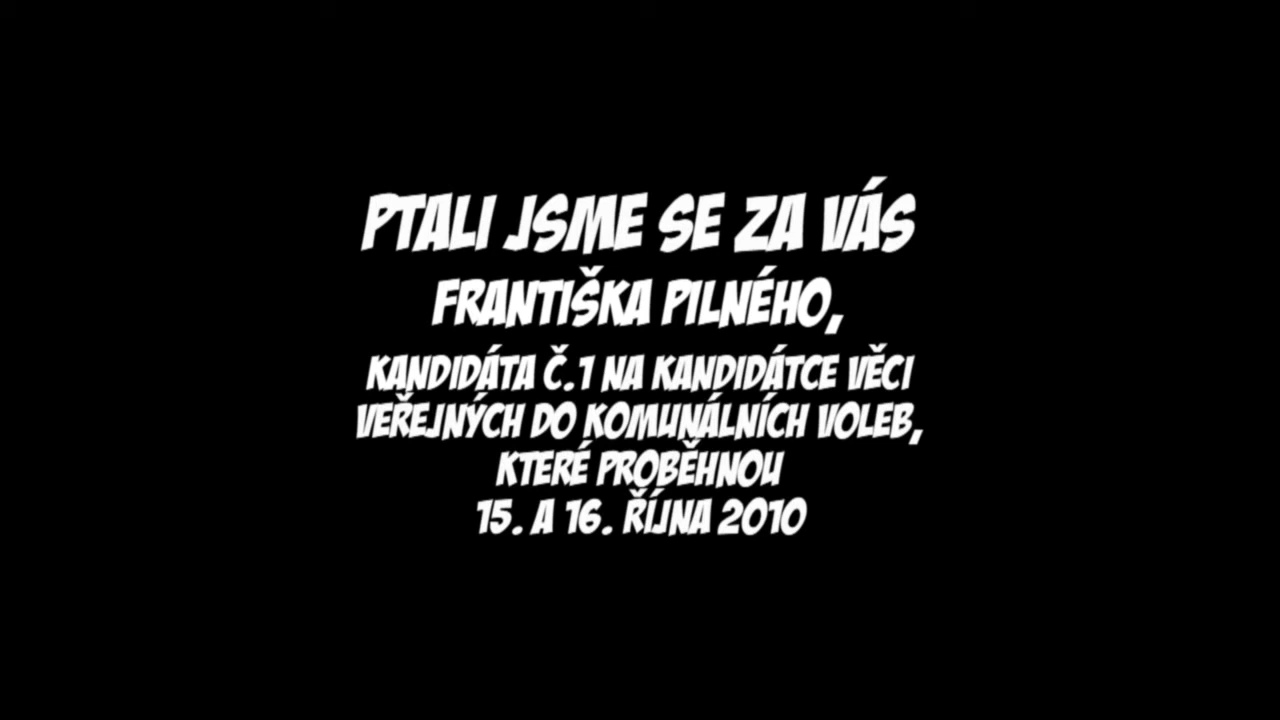 PTALI JSME SE ZA VÁS
FRANTIŠKA PILNÉHO,
KANDIDÁTA Č.1 NA KANDIDÁTCE VĚCI
VEŘEJNÝCH DO KOMUNÁLNÍCH VOLEB,
KTERÉ PROBĚHNOU
15. A 16. ŘÍJNA 2010